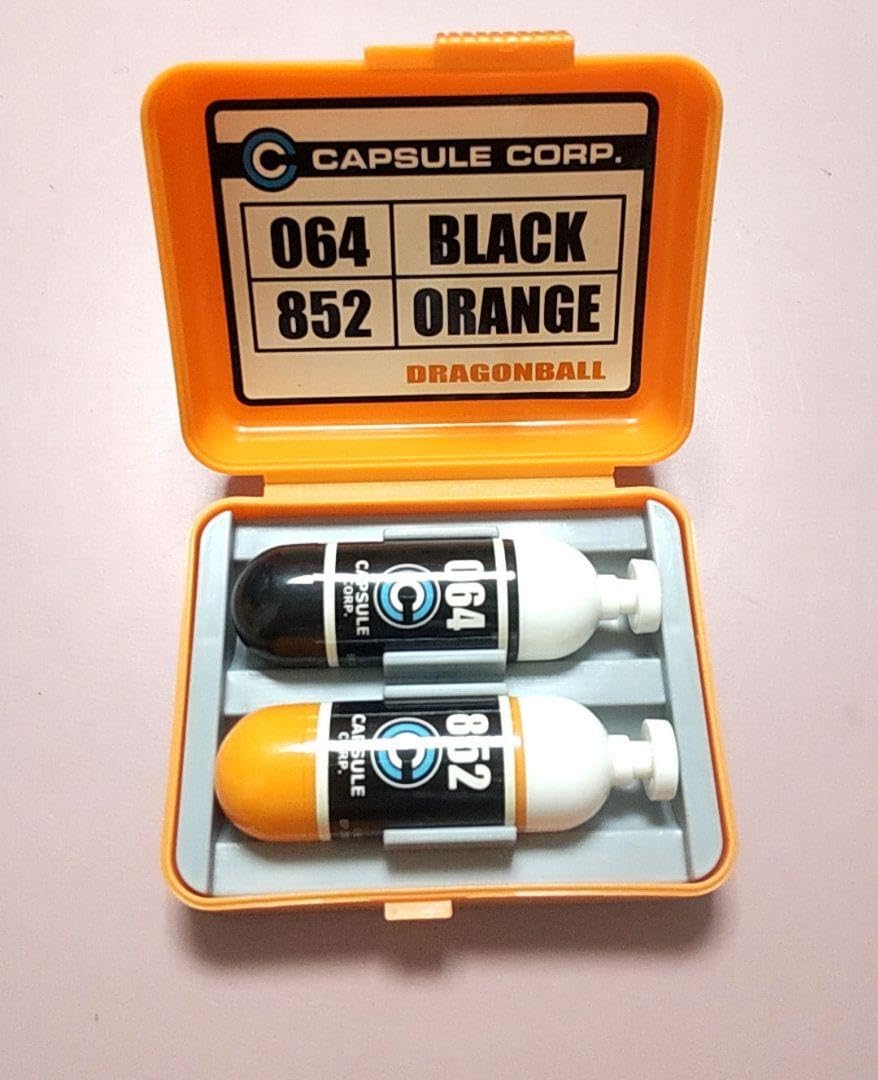 C CAPSULE CORP.
064 BLACK
852 ORANGE
DRAGONBALL
064
C
CAPSULE
CORP.
852
C
CAPSULE
CORP.